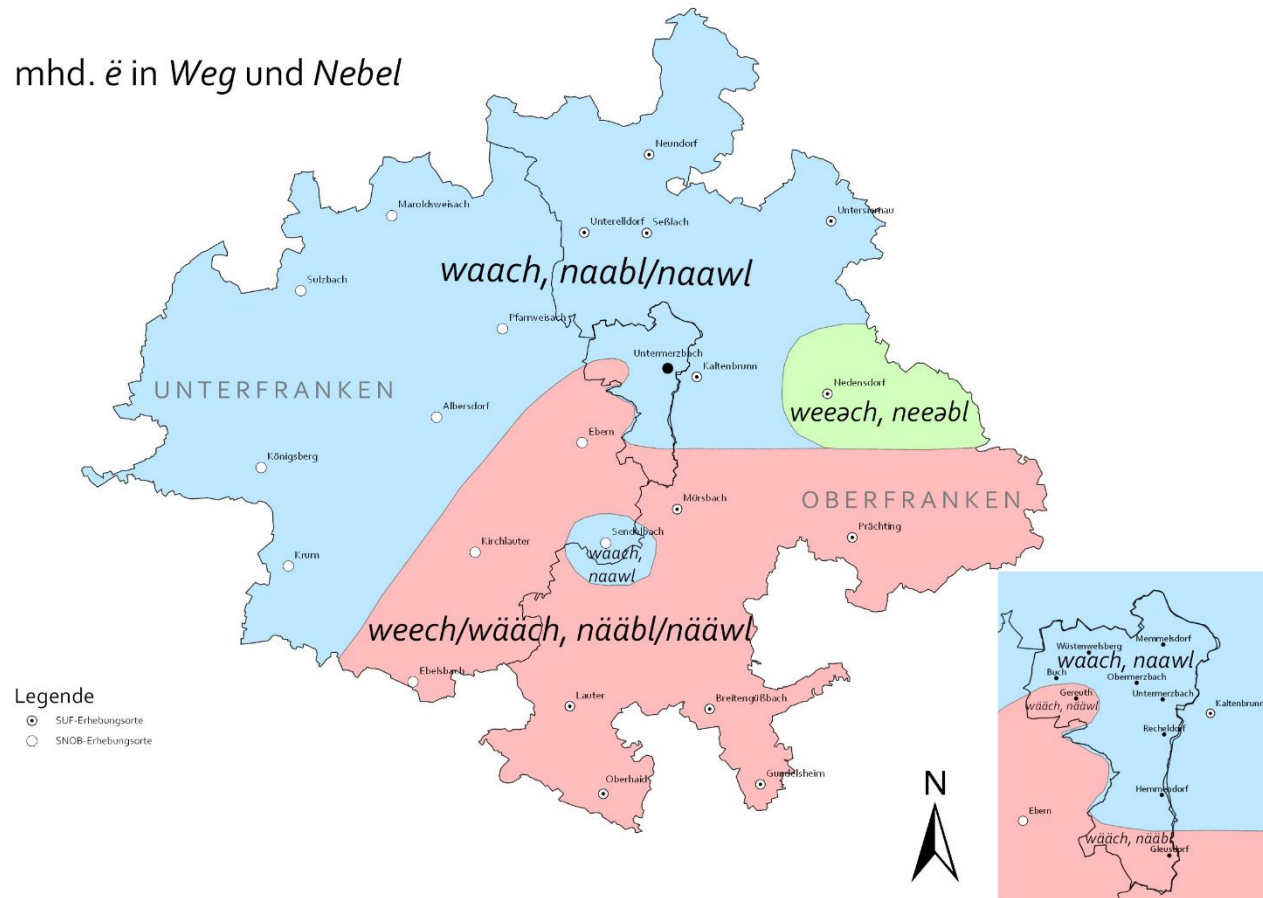 mhd. ë in Weg und Nebel
Neundorf
Maroldsweisach
Untersiemau
Unterelldorf
Seßlach
waach, naabl/naawl
Sulzbach
Pfarrweisach
Untermerzbach
Kaltenbrunn
UNTERFRANKEN
Nedensdorf
weeəch, neeəbl
Albersdorf
Ebern
Königsberg
Mürsbach
OBERFRANKEN
Prächting
Sendelbach
waach,
naawl
Kirchlauter
Krum
weech/wääch, nääbl/nääwl
Ebelsbach
Lauter
Breitengüßbach
Oberhaid
Gundelsheim
Legende
SUF-Erhebungsorte
SNOB-Erhebungsorte
N
Memmelsdorf
Wüstenwelsberg
waach, naawl
Buch
Obermerzbach
Gereuth
Untermerzbach
wääch, nääwl
Kaltenbrunn
Recheldorf
Hemmendorf
Ebern
wääch, nääbl
Gleusdorf